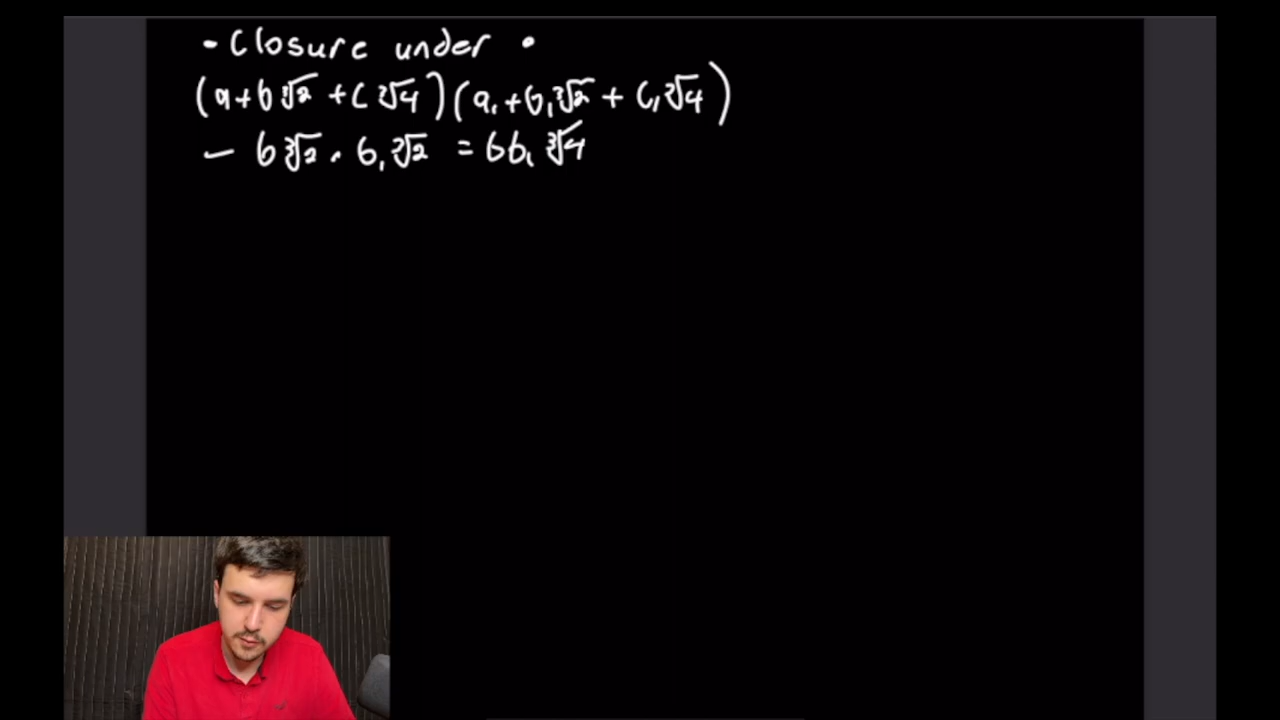 - Closure under •
(a+b∛2 +c∛4)(a₁+b₁∛2 + c₁∛4)
- b∛2 · b₁∛2 = bb₁ ∛4